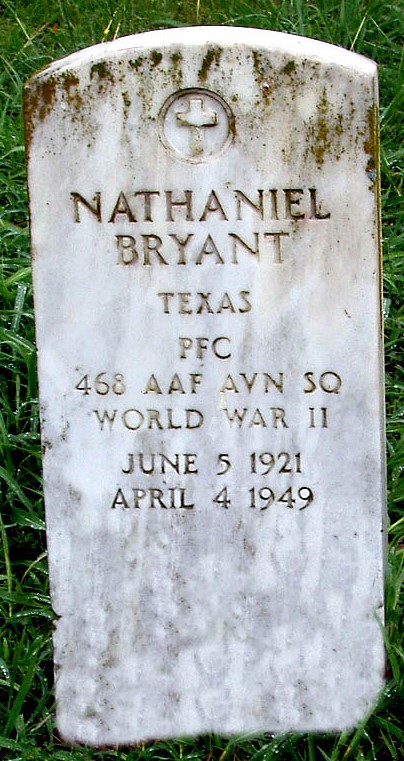 NATHANIEL
BRYANT
TEXAS
PFC
468 AAF AVN SQ
WORLD WAR II
JUNE 5 1921
APRIL 4 1949